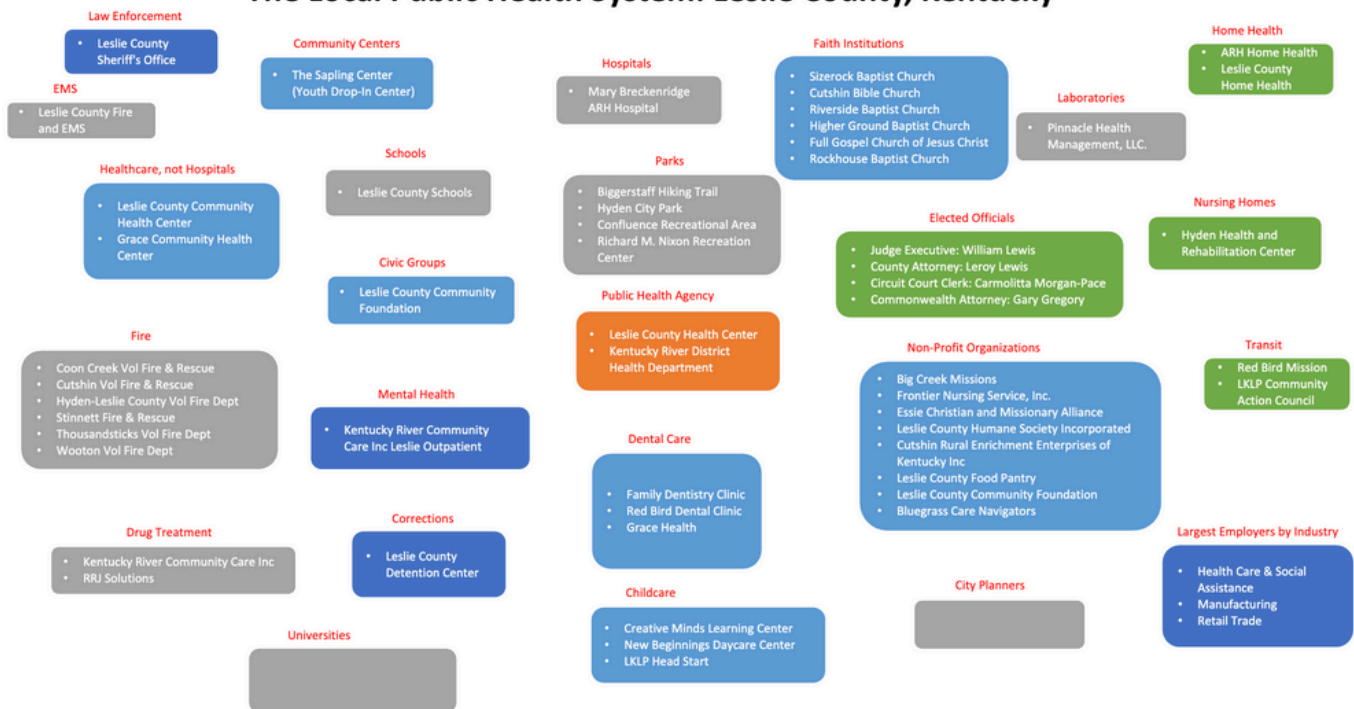 The Local Public Health System: Leslie County, Kentucky
Law Enforcement
• Leslie County
Sheriff's Office
Community Centers
• The Sapling Center
(Youth Drop-In Center)
Hospitals
• Mary Breckenridge
ARH Hospital
Faith Institutions
• Sizerock Baptist Church
• Cutshin Bible Church
• Riverside Baptist Church
• Higher Ground Baptist Church
• Full Gospel Church of Jesus Christ
• Rockhouse Baptist Church
Home Health
• ARH Home Health
• Leslie County
Home Health
EMS
• Leslie County Fire
and EMS
Laboratories
• Pinnacle Health
Management, LLC.
Healthcare, not Hospitals
• Leslie County Community
Health Center
• Grace Community Health
Center
Schools
• Leslie County Schools
Parks
• Biggerstaff Hiking Trail
• Hyden City Park
• Confluence Recreational Area
• Richard M. Nixon Recreation
Center
Elected Officials
• Judge Executive: William Lewis
• County Attorney: Leroy Lewis
• Circuit Court Clerk: Carmolitta Morgan-Pace
• Commonwealth Attorney: Gary Gregory
Nursing Homes
• Hyden Health and
Rehabilitation Center
Civic Groups
• Leslie County Community
Foundation
Public Health Agency
• Leslie County Health Center
• Kentucky River District
Health Department
Fire
• Coon Creek Vol Fire & Rescue
• Cutshin Vol Fire & Rescue
• Hyden-Leslie County Vol Fire Dept
• Stinnett Fire & Rescue
• Thousandsticks Vol Fire Dept
• Wooton Vol Fire Dept
Mental Health
• Kentucky River Community
Care Inc Leslie Outpatient
Non-Profit Organizations
• Big Creek Missions
• Frontier Nursing Service, Inc.
• Essie Christian and Missionary Alliance
• Leslie County Humane Society Incorporated
• Cutshin Rural Enrichment Enterprises of
Kentucky Inc
• Leslie County Food Pantry
• Leslie County Community Foundation
• Bluegrass Care Navigators
Transit
• Red Bird Mission
• LKLP Community
Action Council
Dental Care
• Family Dentistry Clinic
• Red Bird Dental Clinic
• Grace Health
Drug Treatment
• Kentucky River Community Care Inc
• RRJ Solutions
Corrections
• Leslie County
Detention Center
Largest Employers by Industry
• Health Care & Social
Assistance
• Manufacturing
• Retail Trade
Childcare
• Creative Minds Learning Center
• New Beginnings Daycare Center
• LKLP Head Start
City Planners
Universities